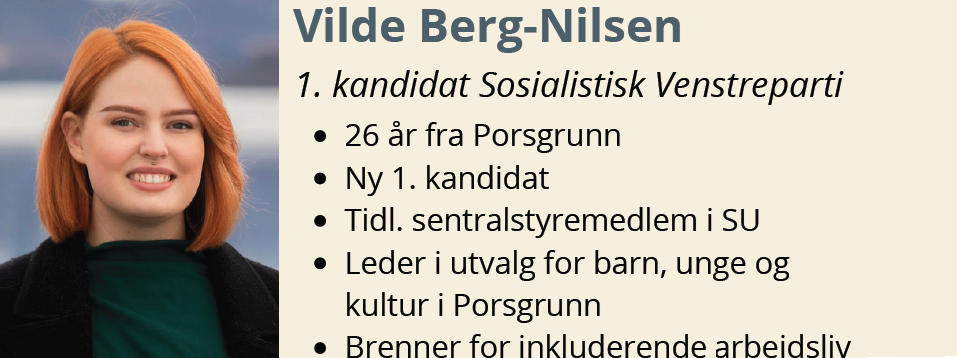 Vilde Berg-Nilsen
1. kandidat Sosialistisk Venstreparti
• 26 år fra Porsgrunn
• Ny 1. kandidat
• Tidl. sentralstyremedlem i SU
• Leder i utvalg for barn, unge og
kultur i Porsgrunn
• Brenner for inkluderende arbeidsliv